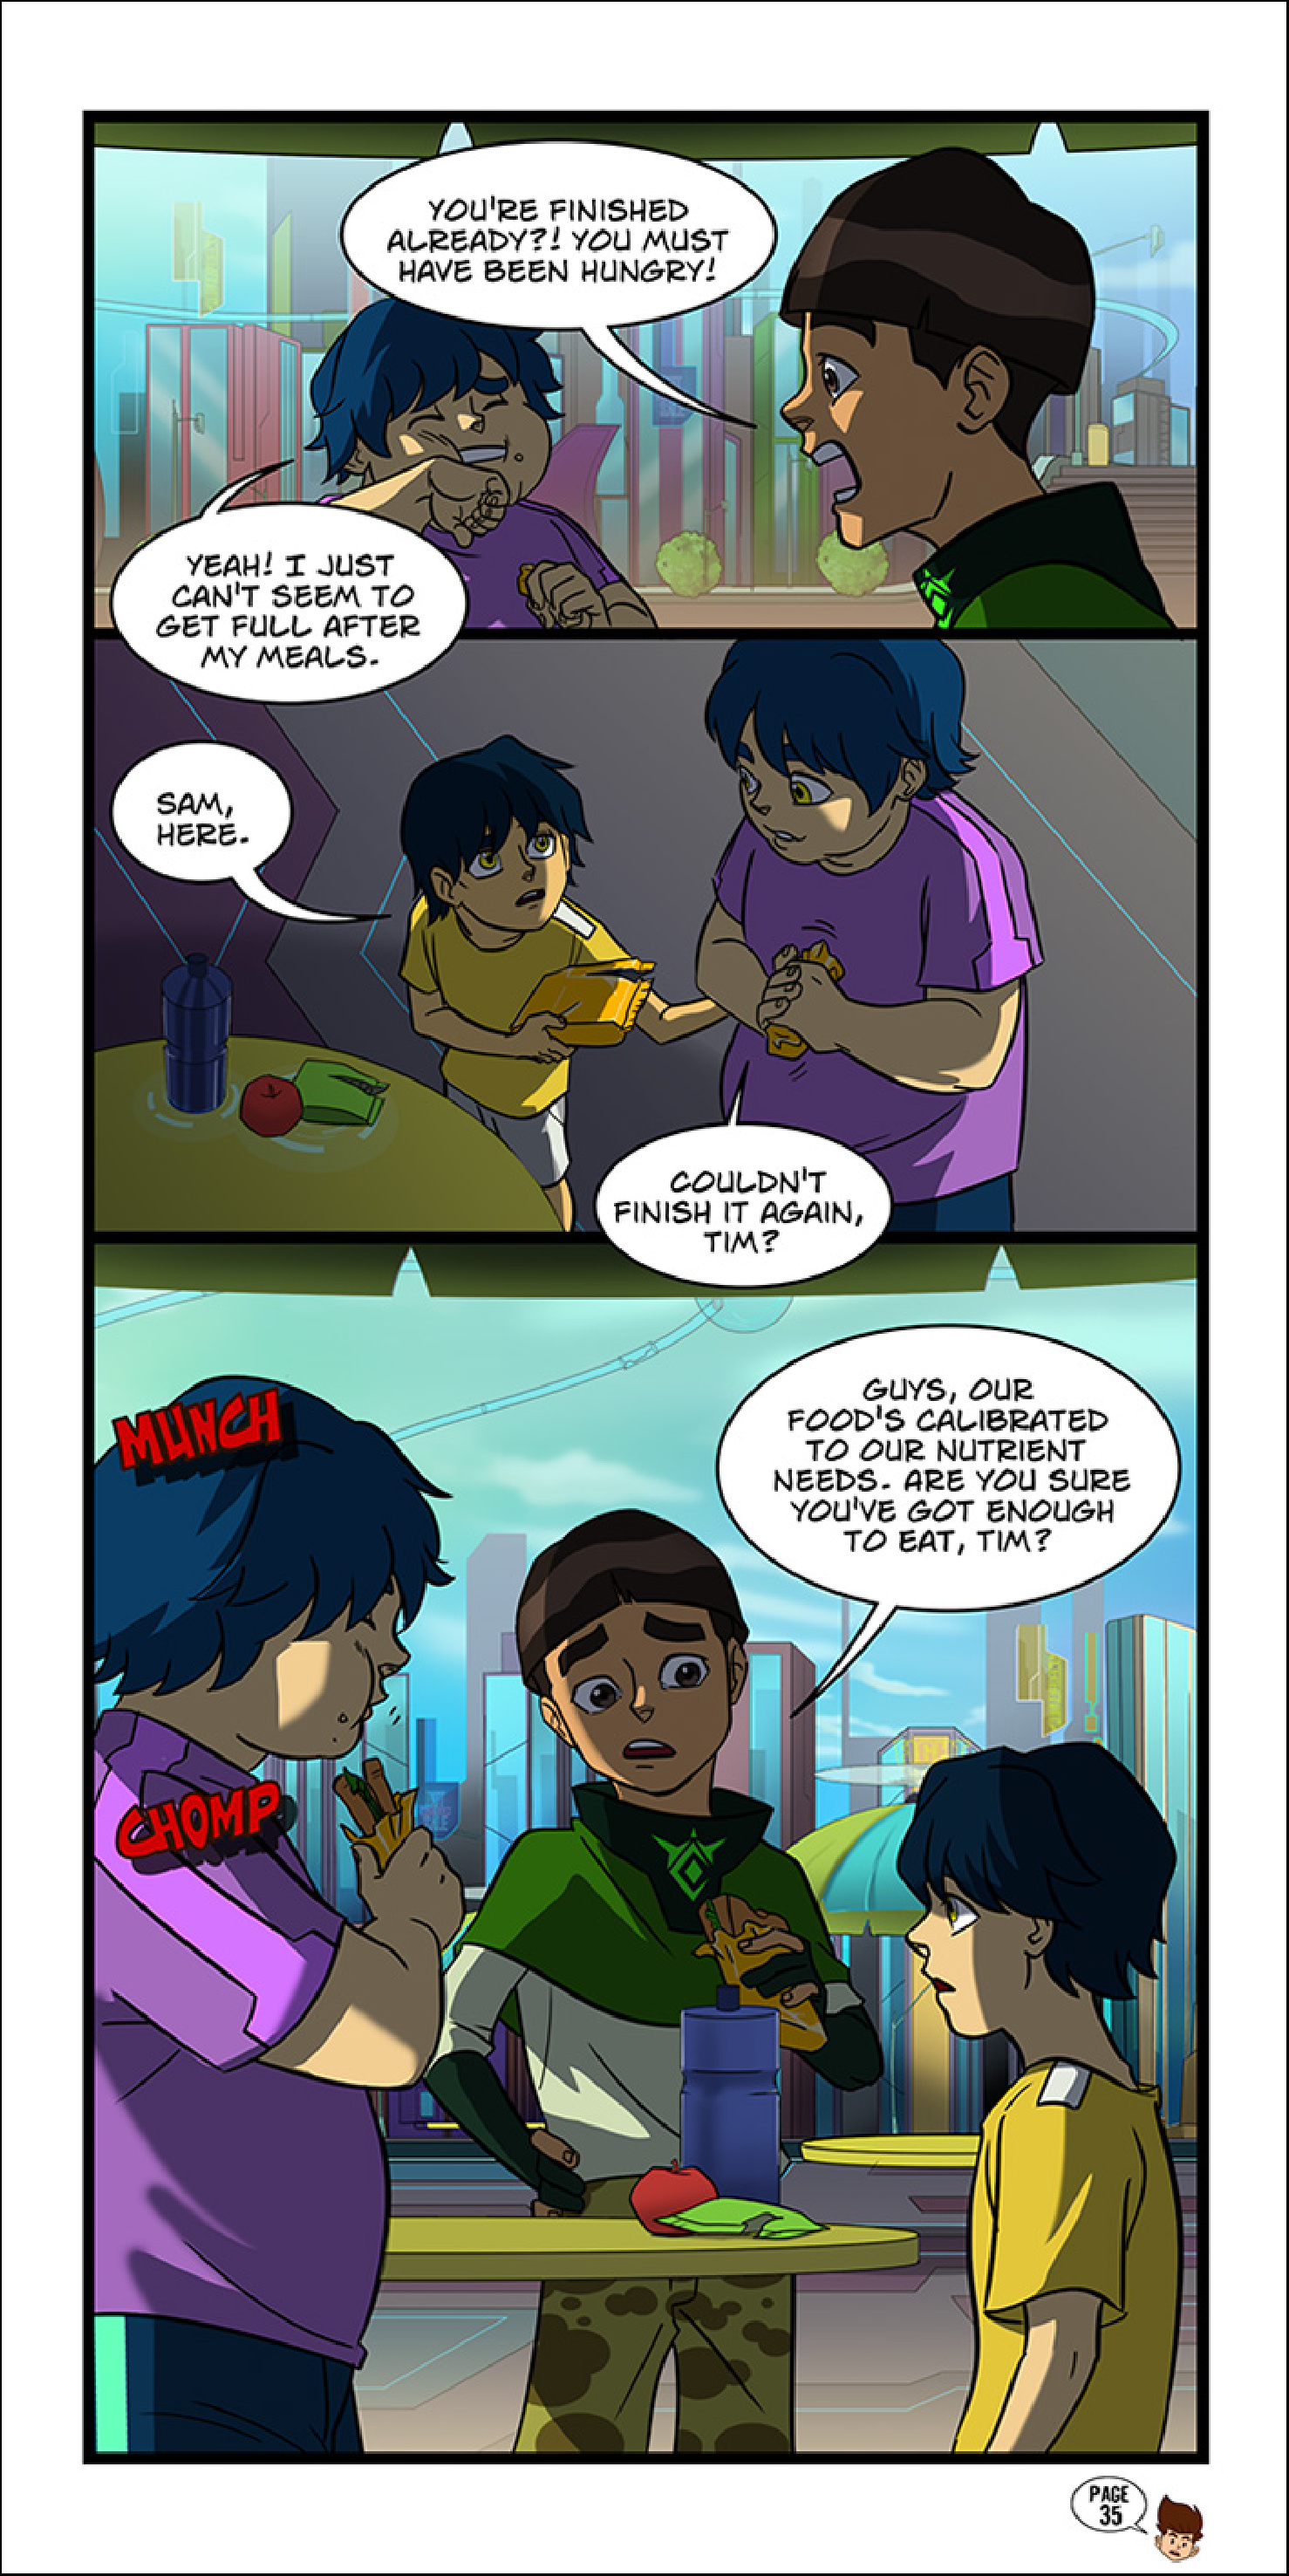 YOU'RE FINISHED
ALREADY?! YOU MUST
HAVE BEEN HUNGRY!
YEAH! I JUST
CAN'T SEEM TO
GET FULL AFTER
MY MEALS.
SAM,
HERE.
COULDN'T
FINISH IT AGAIN,
TIM?
MUNCH
GUYS, OUR
FOOD'S CALIBRATED
TO OUR NUTRIENT
NEEDS. ARE YOU SURE
YOU'VE GOT ENOUGH
TO EAT, TIM?
CHOMP
PAGE
35